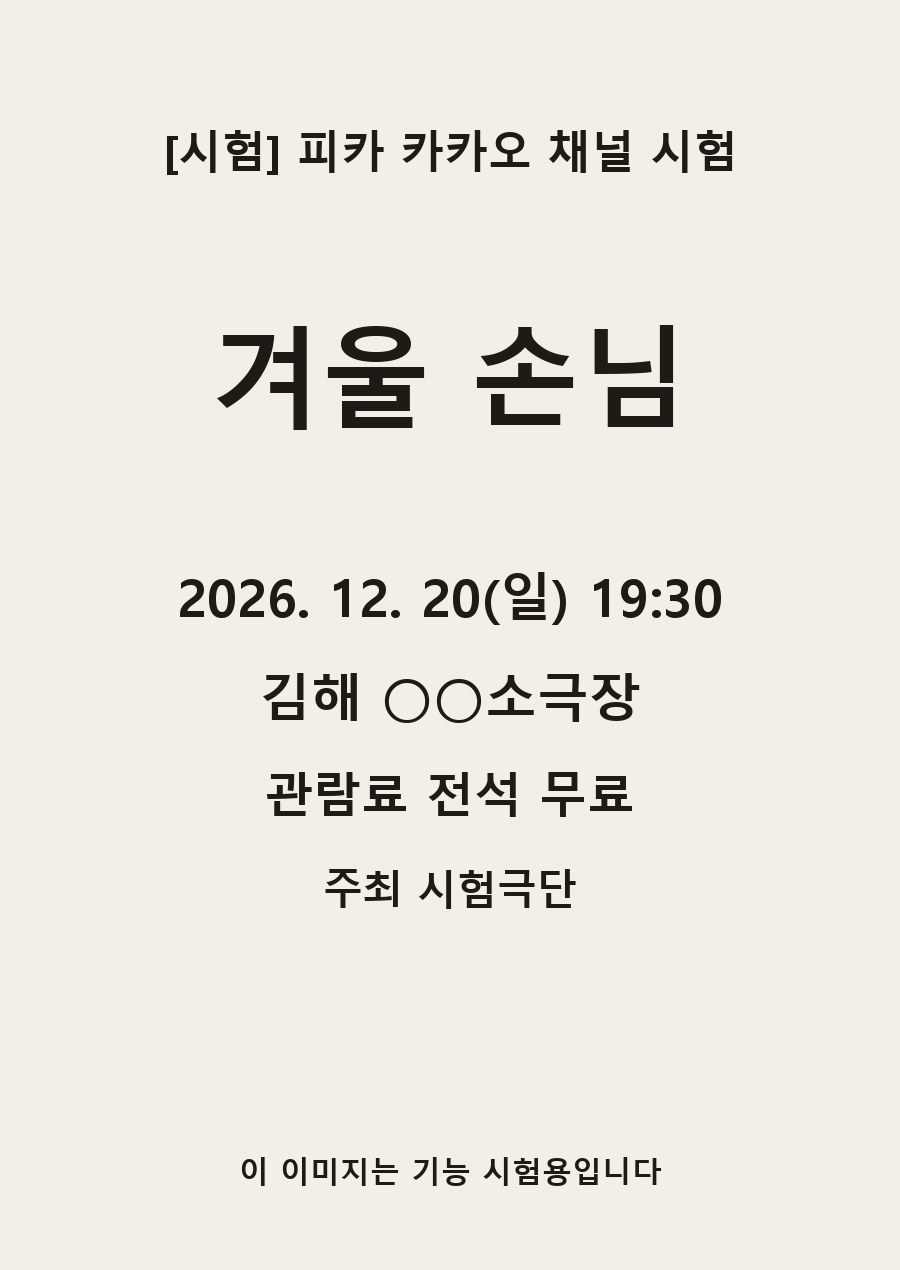 [시험] 피카 카카오 채널 시험
겨울 손님
2026. 12. 20(일) 19:30
김해 ○○소극장
관람료 전석 무료
주최 시험극단
이 이미지는 기능 시험용입니다